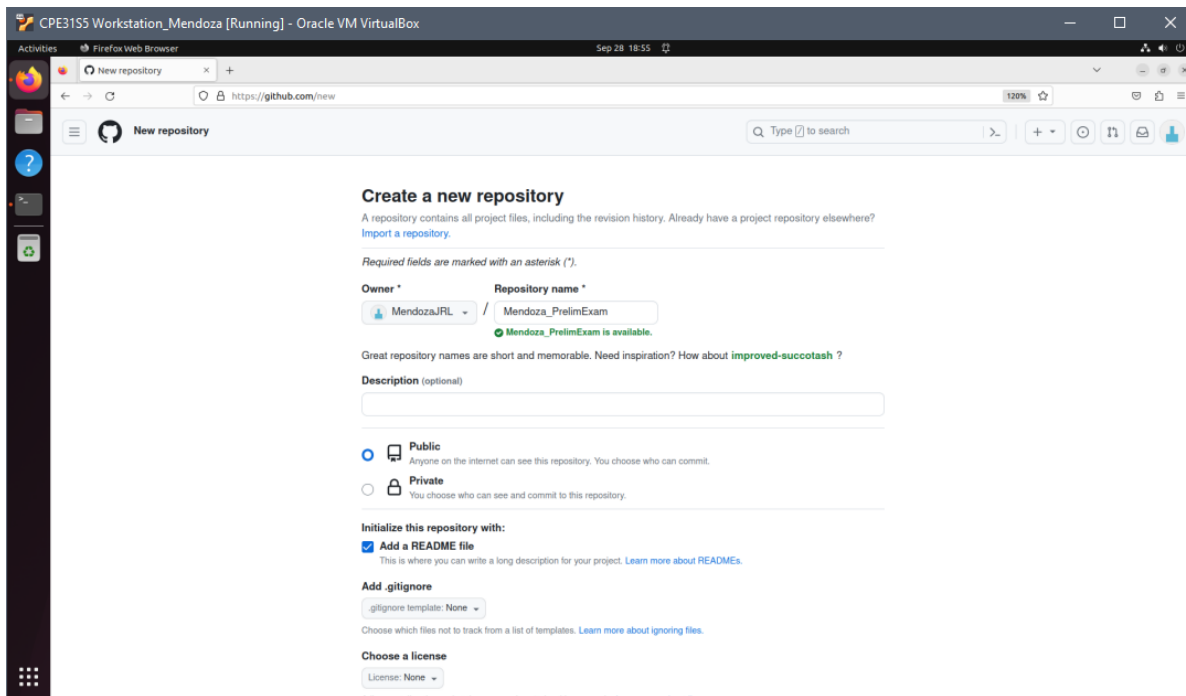 CPE31S5 Workstation_Mendoza [Running] - Oracle VM VirtualBox
Activities Firefox Web Browser Sep 28 18:55
New repository
https://github.com/new 120%
New repository Type / to search
Create a new repository
A repository contains all project files, including the revision history. Already have a project repository elsewhere?
Import a repository.
Required fields are marked with an asterisk (*).
Owner * Repository name *
MendozaJRL / Mendoza_PrelimExam
Mendoza_PrelimExam is available.
Great repository names are short and memorable. Need inspiration? How about improved-succotash ?
Description (optional)
Public
Anyone on the internet can see this repository. You choose who can commit.
Private
You choose who can see and commit to this repository.
Initialize this repository with:
Add a README file
This is where you can write a long description for your project. Learn more about READMEs.
Add .gitignore
.gitignore template: None
Choose which files not to track from a list of templates. Learn more about ignoring files.
Choose a license
License: None